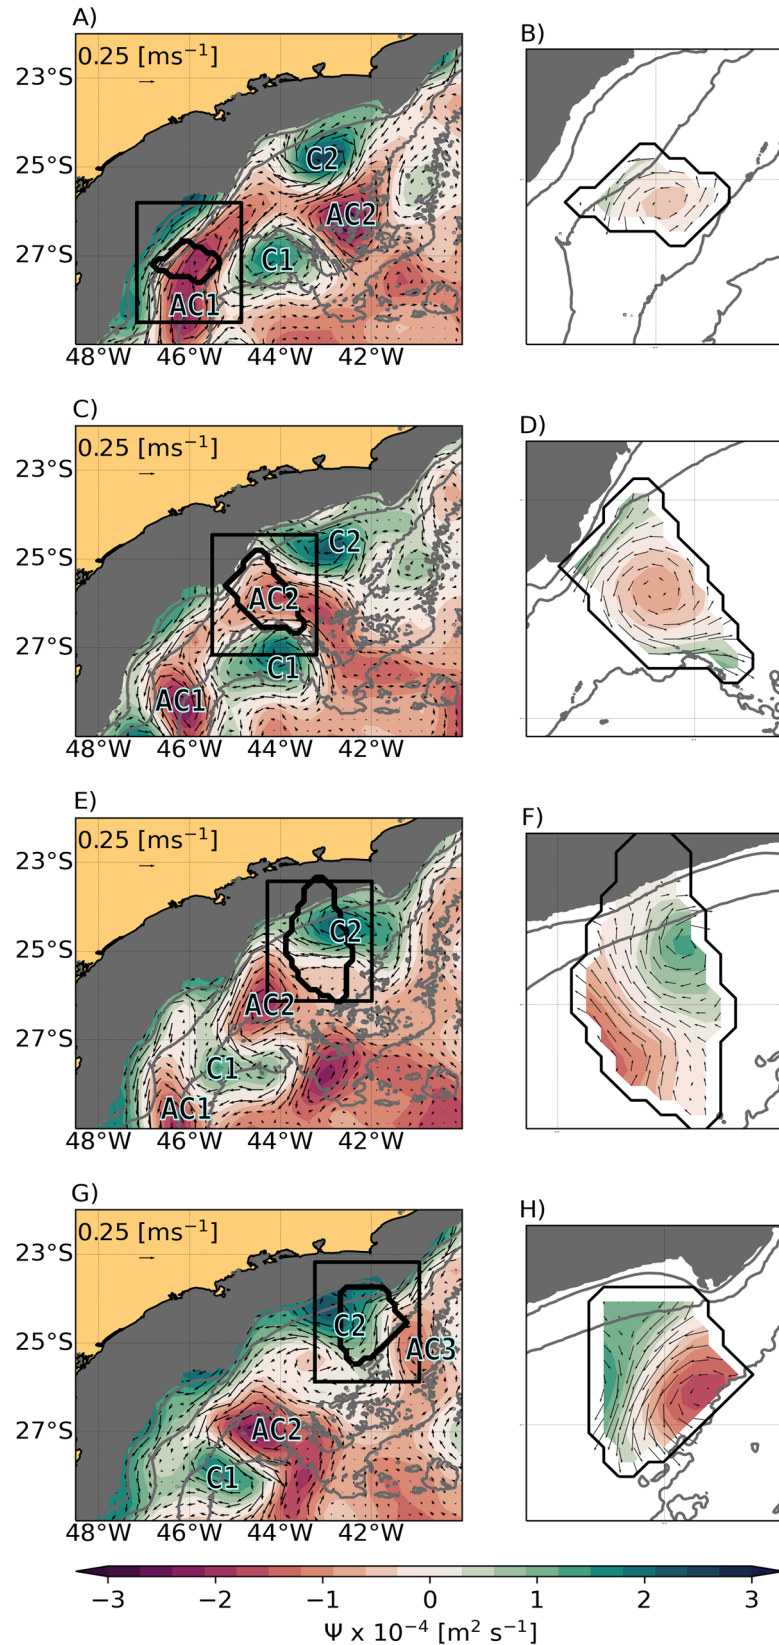 A)
B)
0.25 [ms⁻¹]
23°S
25°S
27°S
C2
AC2
C1
AC1
48°W 46°W 44°W 42°W
C)
D)
0.25 [ms⁻¹]
23°S
25°S
27°S
C2
AC2
C1
AC1
48°W 46°W 44°W 42°W
E)
F)
0.25 [ms⁻¹]
23°S
25°S
27°S
C2
AC2
C1
AC1
48°W 46°W 44°W 42°W
G)
H)
0.25 [ms⁻¹]
23°S
25°S
27°S
C2
AC3
AC2
C1
48°W 46°W 44°W 42°W
−3 −2 −1 0 1 2 3
Ψ x 10⁻⁴ [m² s⁻¹]